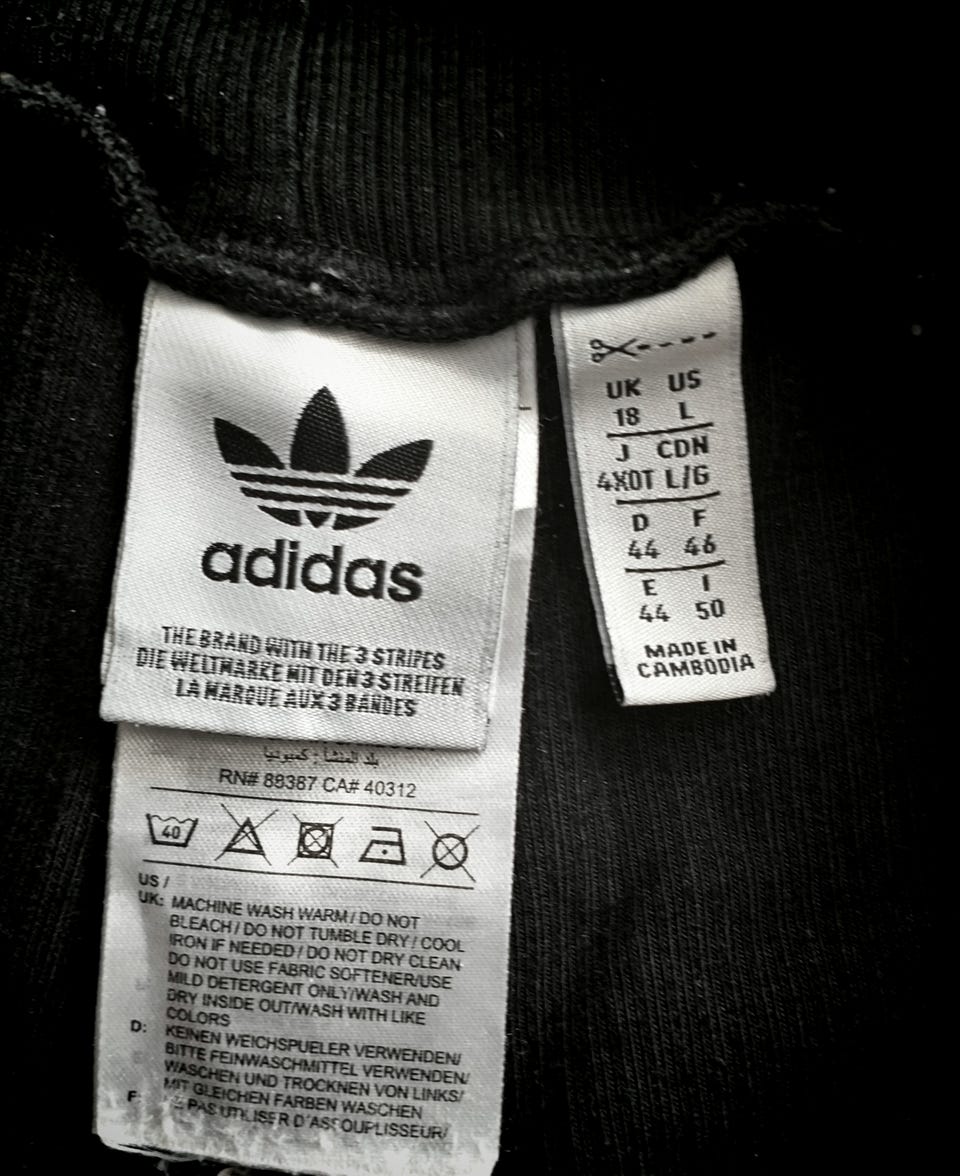 adidas
THE BRAND WITH THE 3 STRIPES
DIE WELTMARKE MIT DEN 3 STREIFEN
LA MARQUE AUX 3 BANDES
بلد المنشأ : كمبوديا
RN# 88387 CA# 40312
40
US /
UK: MACHINE WASH WARM / DO NOT
BLEACH / DO NOT TUMBLE DRY / COOL
IRON IF NEEDED / DO NOT DRY CLEAN
DO NOT USE FABRIC SOFTENER/USE
MILD DETERGENT ONLY/WASH AND
DRY INSIDE OUT/WASH WITH LIKE
COLORS
D: KEINEN WEICHSPUELER VERWENDEN/
BITTE FEINWASCHMITTEL VERWENDEN/
WASCHEN UND TROCKNEN VON LINKS/
MIT GLEICHEN FARBEN WASCHEN
F: PAS UTILISER D'ASSOUPLISSEUR/
UK US
18 L
J CDN
4XOT L/G
D F
44 46
E I
44 50
MADE IN
CAMBODIA